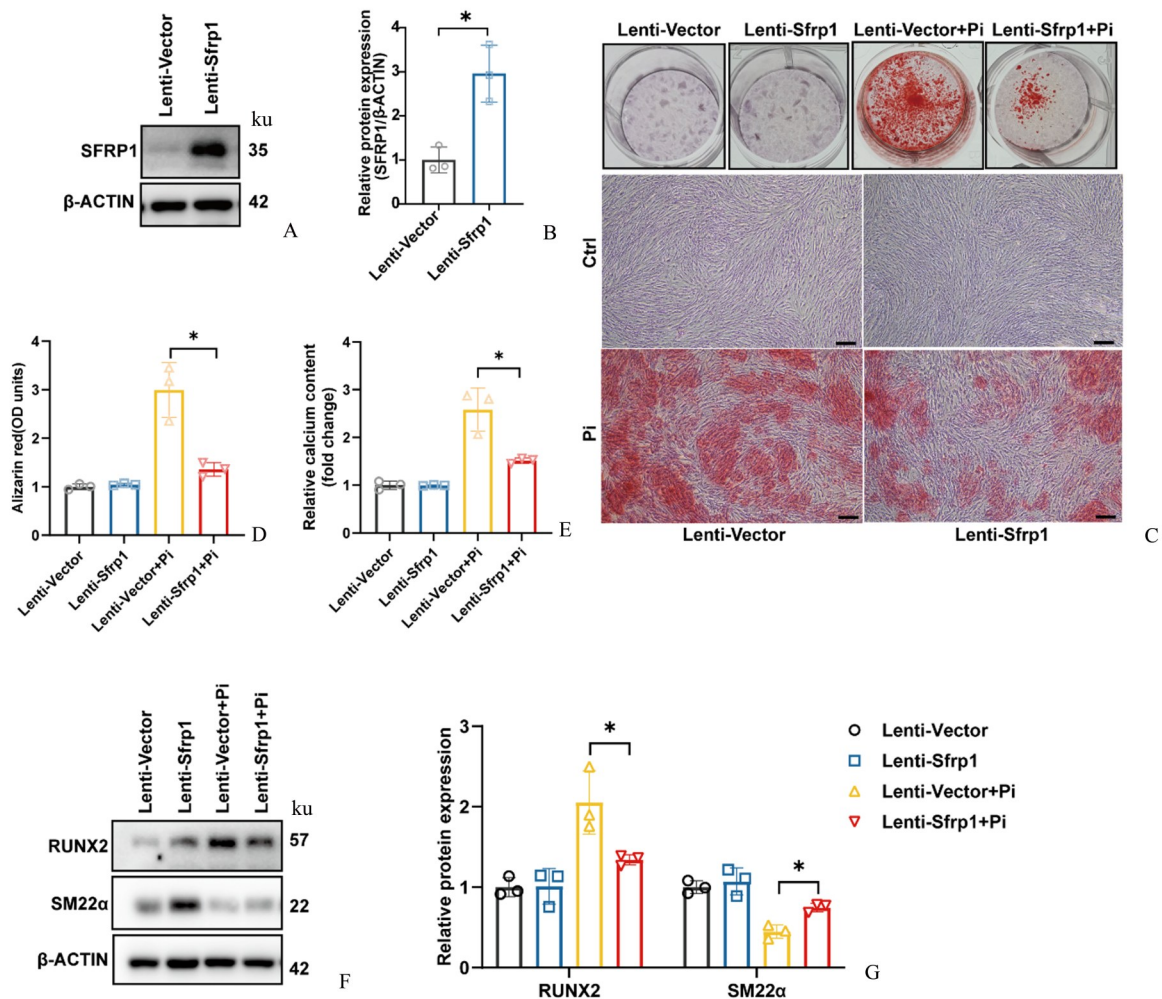 Lenti-Vector
Lenti-Sfrp1
ku
SFRP1
35
β-ACTIN
42
A
*
Relative protein expression
(SFRP1/β-ACTIN)
4
3
2
1
0
Lenti-Vector
Lenti-Sfrp1
B
Lenti-Vector
Lenti-Sfrp1
Lenti-Vector+Pi
Lenti-Sfrp1+Pi
Ctrl
Pi
Lenti-Vector
Lenti-Sfrp1
C
Alizarin red(OD units)
4
3
2
1
0
*
Lenti-Vector
Lenti-Sfrp1
Lenti-Vector+Pi
Lenti-Sfrp1+Pi
D
Relative calcium content
(fold change)
4
3
2
1
0
*
Lenti-Vector
Lenti-Sfrp1
Lenti-Vector+Pi
Lenti-Sfrp1+Pi
E
Lenti-Vector
Lenti-Sfrp1
Lenti-Vector+Pi
Lenti-Sfrp1+Pi
ku
RUNX2
57
SM22α
22
β-ACTIN
42
F
Relative protein expression
3
2
1
0
*
*
RUNX2
SM22α
Lenti-Vector
Lenti-Sfrp1
Lenti-Vector+Pi
Lenti-Sfrp1+Pi
G